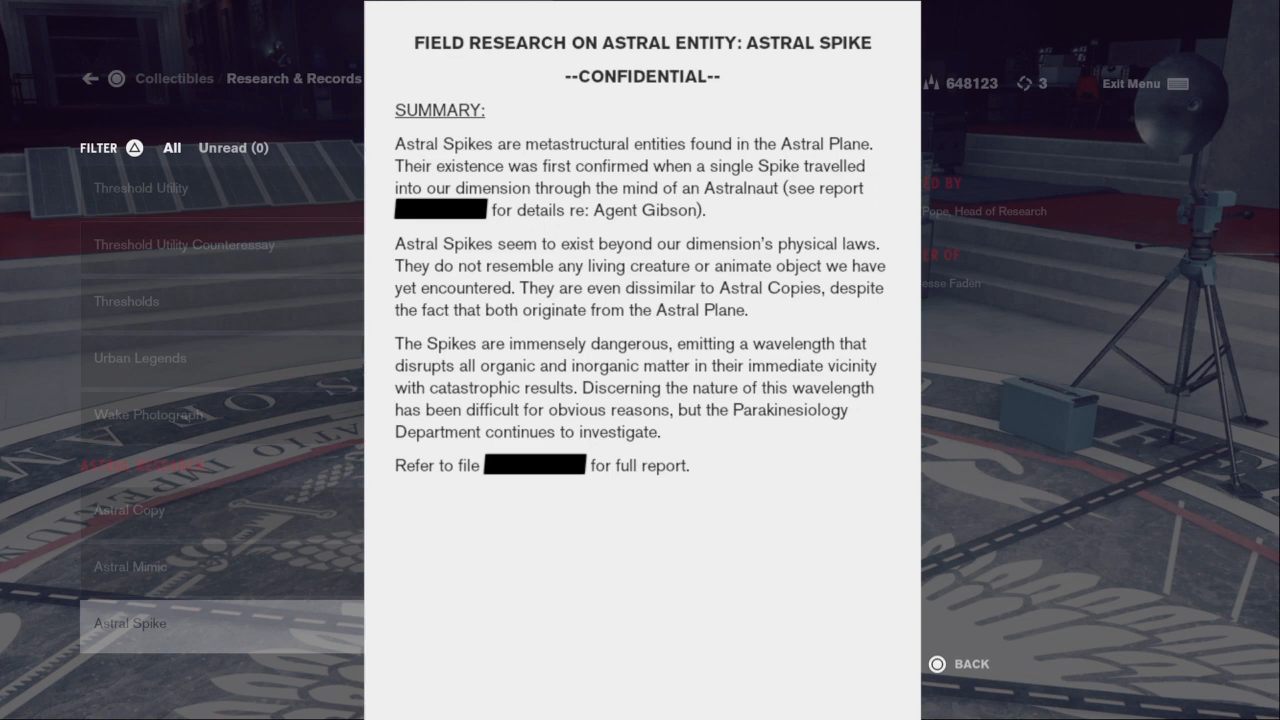 FIELD RESEARCH ON ASTRAL ENTITY: ASTRAL SPIKE
--CONFIDENTIAL--
SUMMARY:
Astral Spikes are metastructural entities found in the Astral Plane.
Their existence was first confirmed when a single Spike travelled
into our dimension through the mind of an Astralnaut (see report
for details re: Agent Gibson).
Astral Spikes seem to exist beyond our dimension's physical laws.
They do not resemble any living creature or animate object we have
yet encountered. They are even dissimilar to Astral Copies, despite
the fact that both originate from the Astral Plane.
The Spikes are immensely dangerous, emitting a wavelength that
disrupts all organic and inorganic matter in their immediate vicinity
with catastrophic results. Discerning the nature of this wavelength
has been difficult for obvious reasons, but the Parakinesiology
Department continues to investigate.
Refer to file for full report.
Collectibles / Research & Records
FILTER All Unread (0)
Threshold Utility
Threshold Utility Counteressay
Thresholds
Urban Legends
Wake Photograph
ASTRAL RESEARCH
Astral Copy
Astral Mimic
Astral Spike
648123 3 Exit Menu
ED BY
Pope, Head of Research
ER OF
esse Faden
BACK